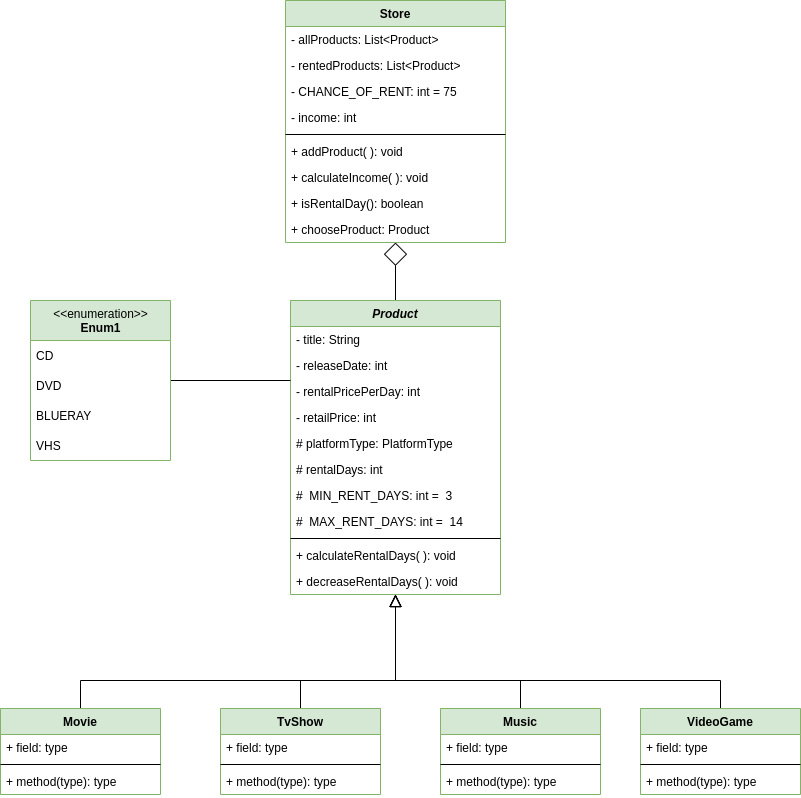 Store
- allProducts: List<Product>
- rentedProducts: List<Product>
- CHANCE_OF_RENT: int = 75
- income: int
+ addProduct( ): void
+ calculateIncome( ): void
+ isRentalDay(): boolean
+ chooseProduct: Product
<<enumeration>>
Enum1
CD
DVD
BLUERAY
VHS
Product
- title: String
- releaseDate: int
- rentalPricePerDay: int
- retailPrice: int
# platformType: PlatformType
# rentalDays: int
#  MIN_RENT_DAYS: int =  3
#  MAX_RENT_DAYS: int =  14
+ calculateRentalDays( ): void
+ decreaseRentalDays( ): void
Movie
+ field: type
+ method(type): type
TvShow
+ field: type
+ method(type): type
Music
+ field: type
+ method(type): type
VideoGame
+ field: type
+ method(type): type